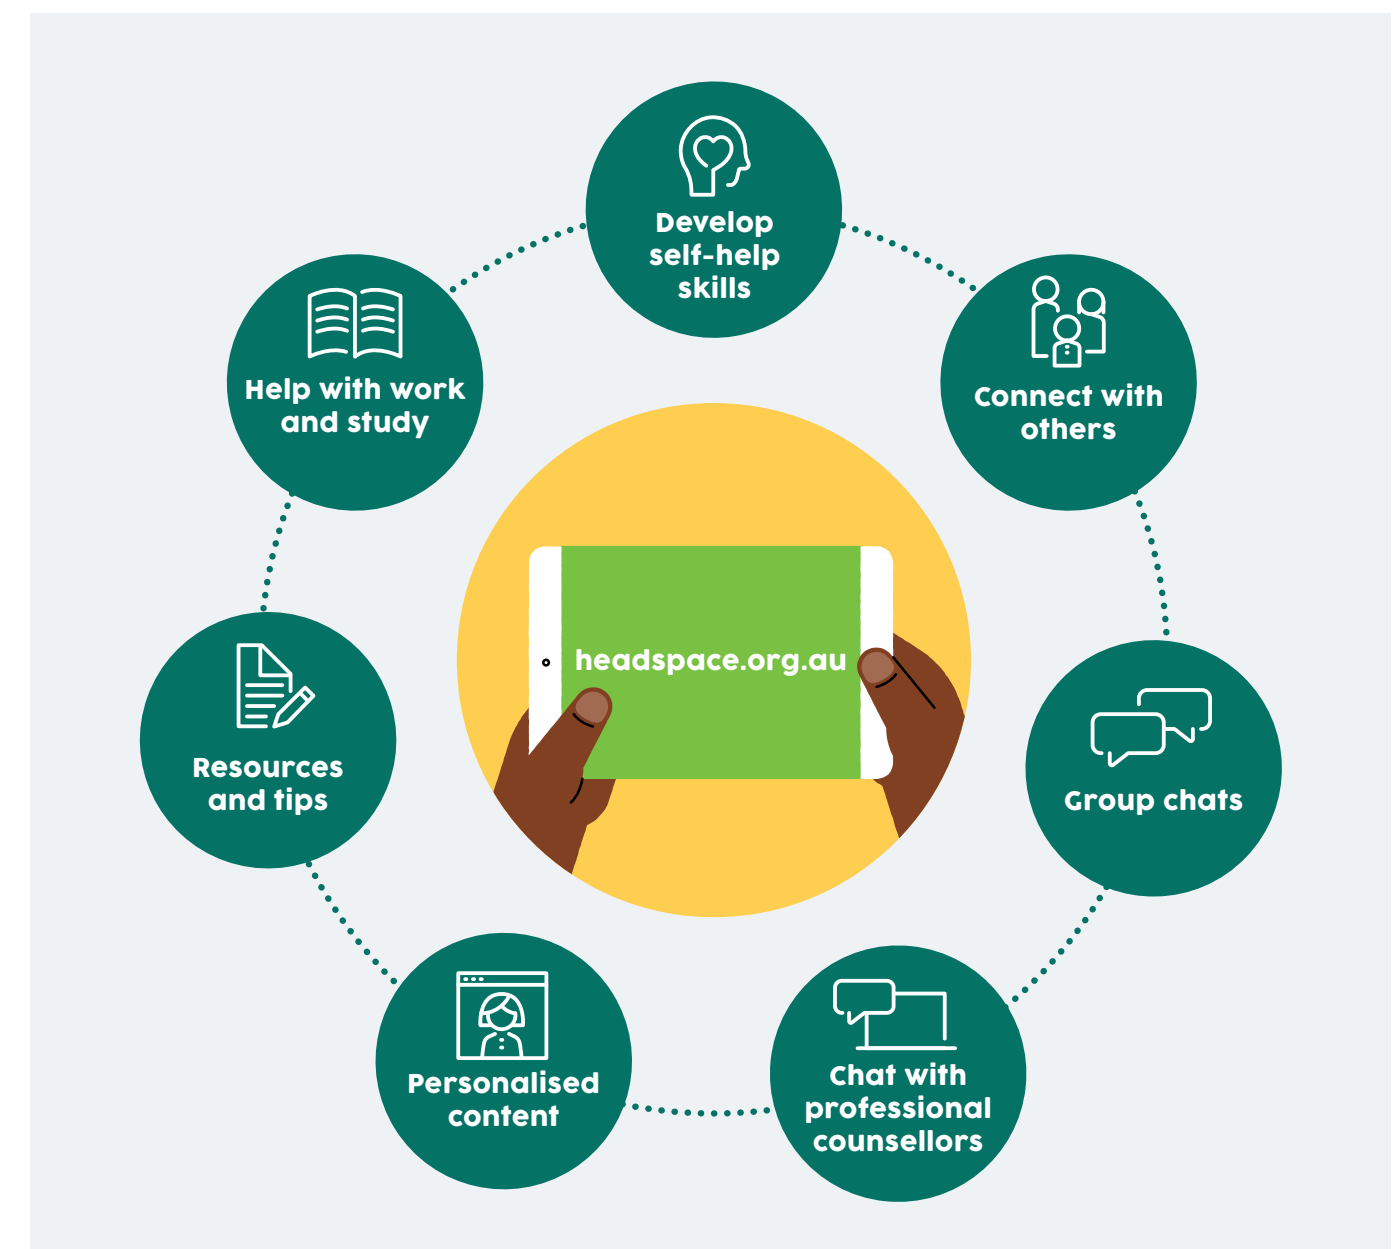 Develop
self-help
skills
Connect with
others
Group chats
Chat with
professional
counsellors
Personalised
content
Resources
and tips
Help with work
and study
headspace.org.au